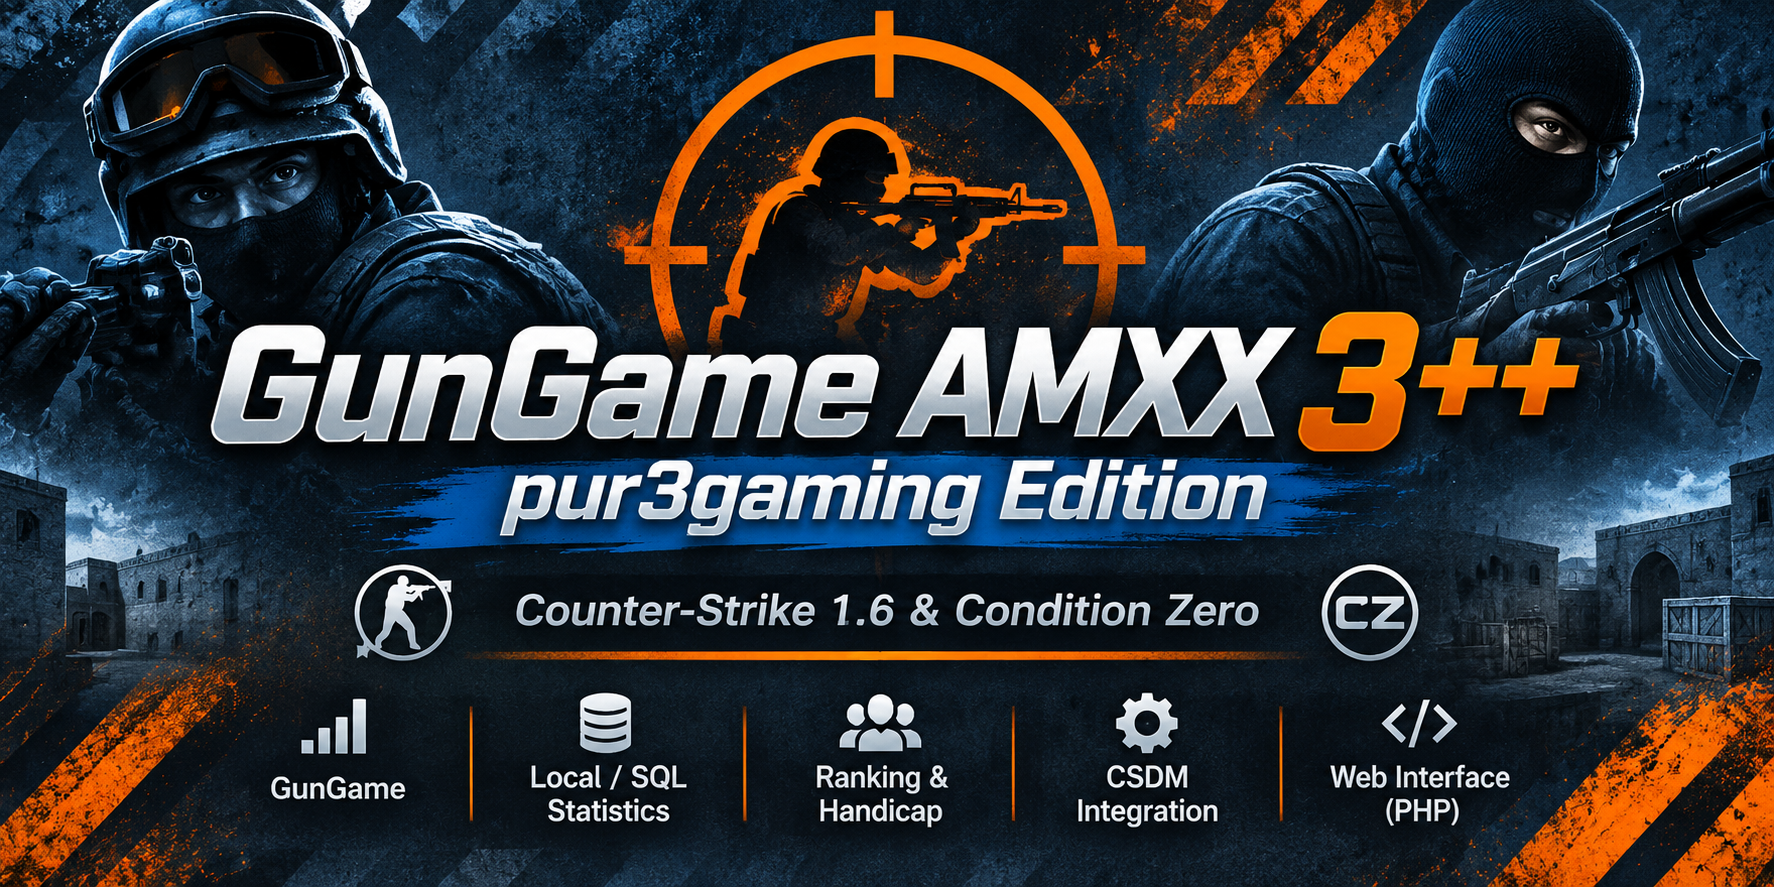 GunGame AMXX 3++
pur3gaming Edition
Counter-Strike 1.6 & Condition Zero
CZ
GunGame
Local / SQL
Statistics
Ranking &
Handicap
CSDM
Integration
Web Interface
(PHP)